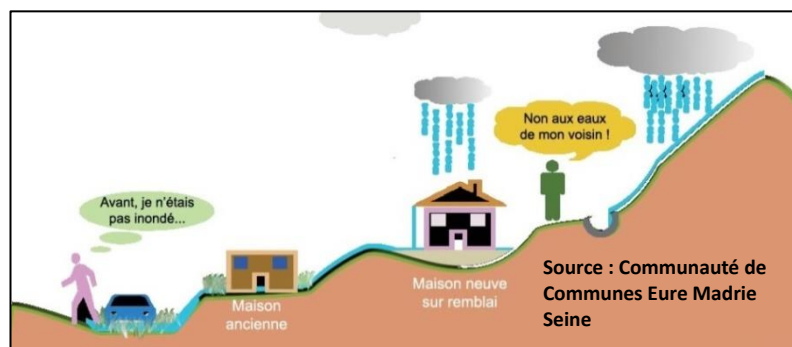 Non aux eaux
de mon voisin !
Avant, je n'étais
pas inondé...
Maison
ancienne
Maison neuve
sur remblai
Source : Communauté de
Communes Eure Madrie
Seine